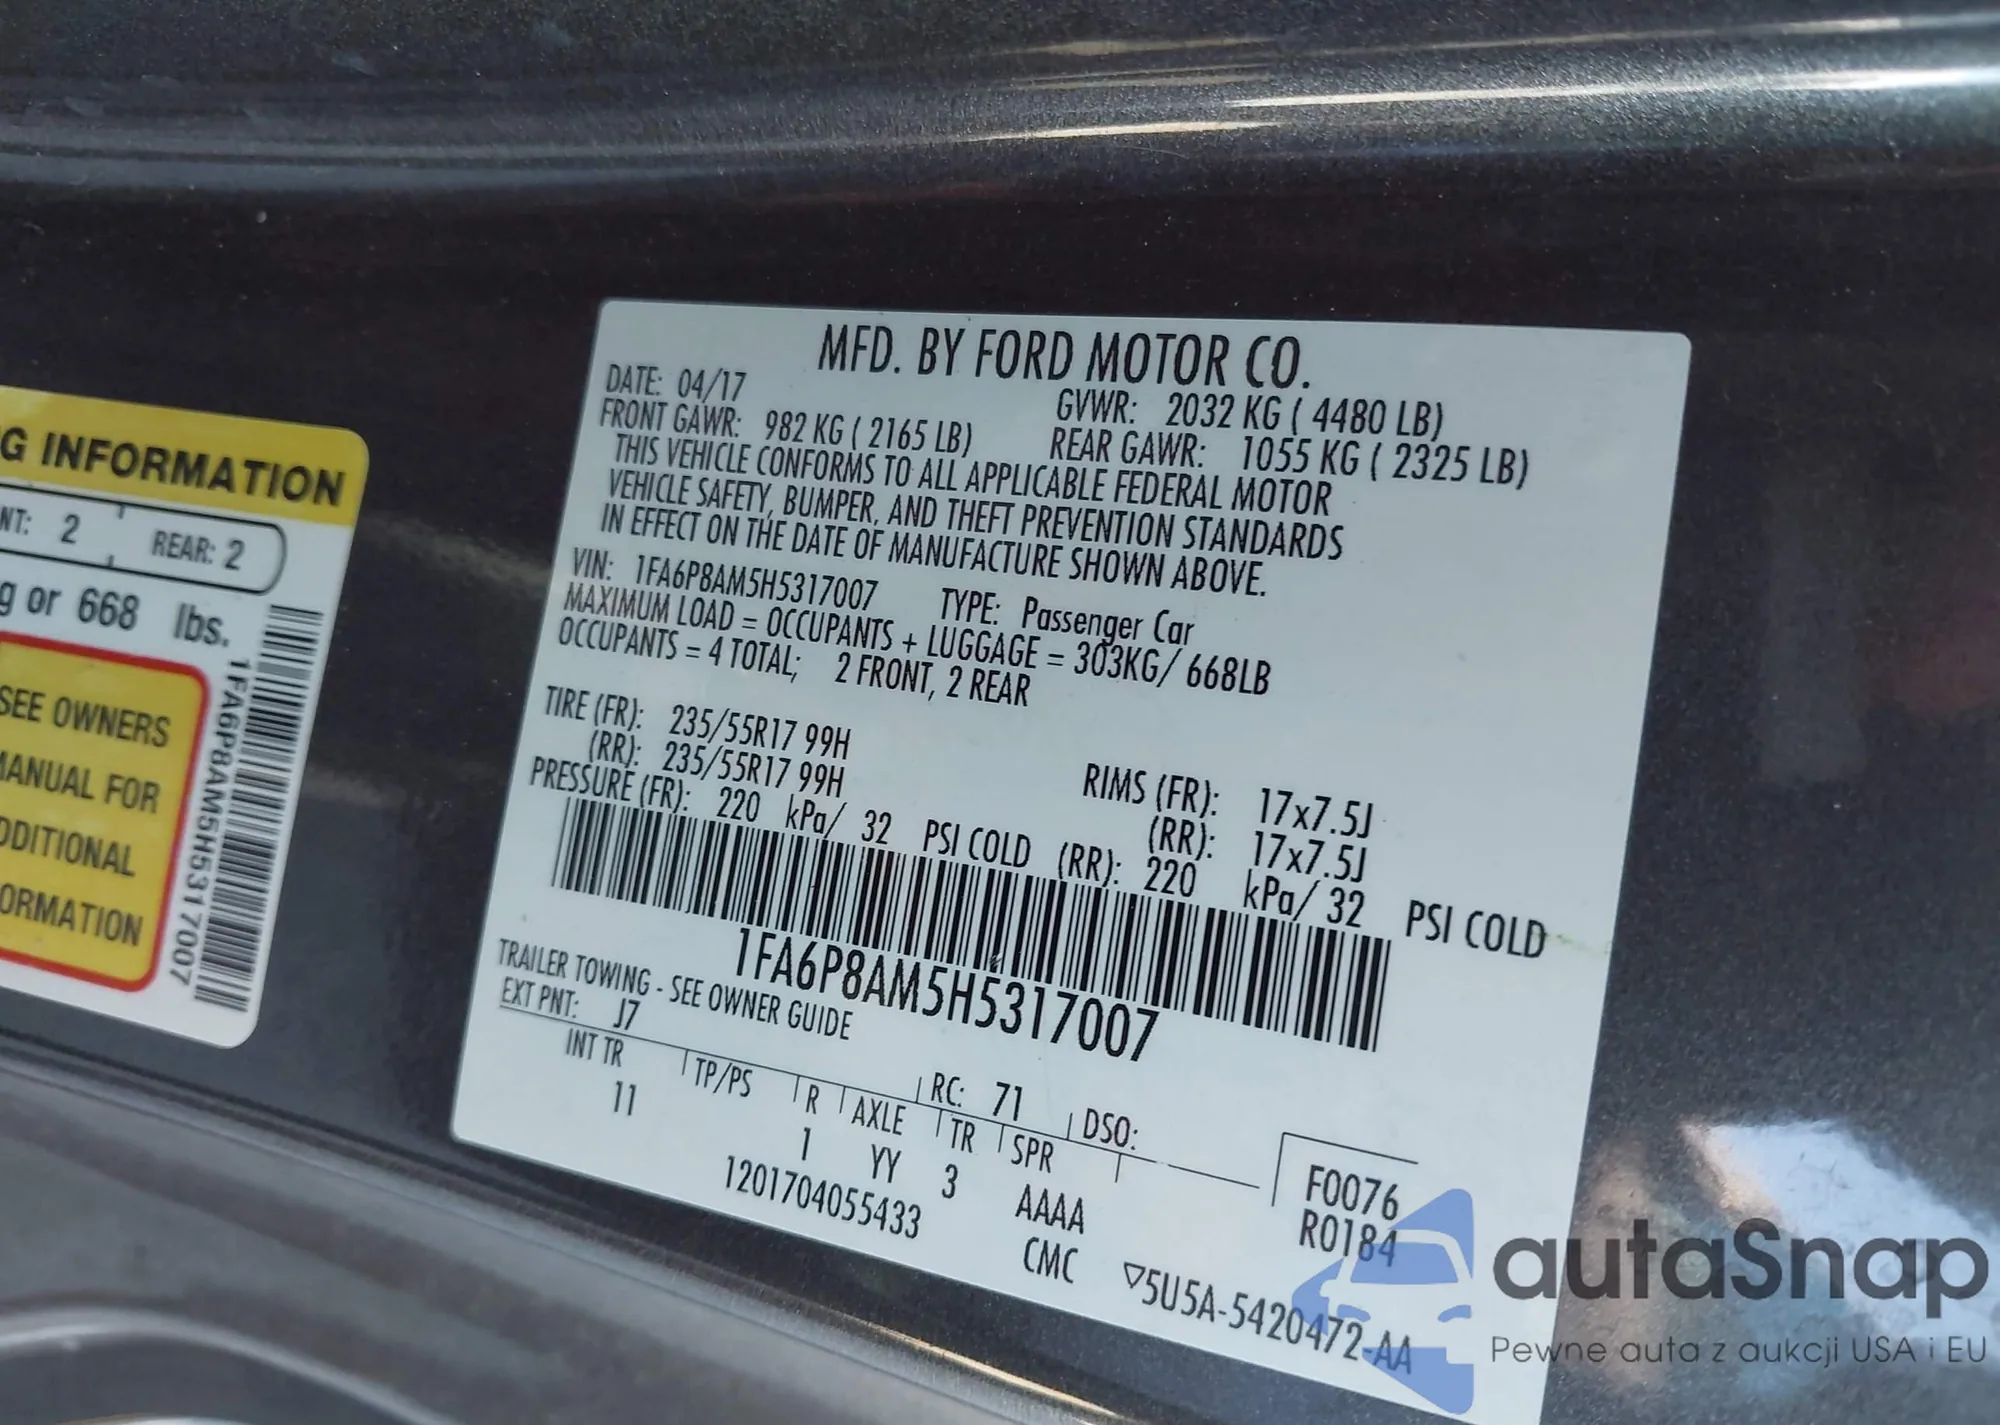 G INFORMATION
NT: 2 REAR: 2
g or 668 lbs.
SEE OWNERS
MANUAL FOR
DDITIONAL
ORMATION
1FA6P8AM5H5317007
MFD. BY FORD MOTOR CO.
DATE: 04/17 GVWR: 2032 KG ( 4480 LB)
FRONT GAWR: 982 KG ( 2165 LB) REAR GAWR: 1055 KG ( 2325 LB)
THIS VEHICLE CONFORMS TO ALL APPLICABLE FEDERAL MOTOR
VEHICLE SAFETY, BUMPER, AND THEFT PREVENTION STANDARDS
IN EFFECT ON THE DATE OF MANUFACTURE SHOWN ABOVE.
VIN: 1FA6P8AM5H5317007 TYPE: Passenger Car
MAXIMUM LOAD = OCCUPANTS + LUGGAGE = 303KG/ 668LB
OCCUPANTS = 4 TOTAL; 2 FRONT, 2 REAR
TIRE (FR): 235/55R17 99H RIMS (FR): 17x7.5J
(RR): 235/55R17 99H (RR): 17x7.5J
PRESSURE (FR): 220 kPa/ 32 PSI COLD (RR): 220 kPa/ 32 PSI COLD
1FA6P8AM5H5317007
TRAILER TOWING - SEE OWNER GUIDE
EXT PNT: J7 RC: 71 DSO:
INT TR TP/PS R AXLE TR SPR
11 1 YY 3 AAAA
F0076
R0184
1201704055433 CMC ▽5U5A-5420472-AA
autaSnap
Pewne auta z aukcji USA i EU